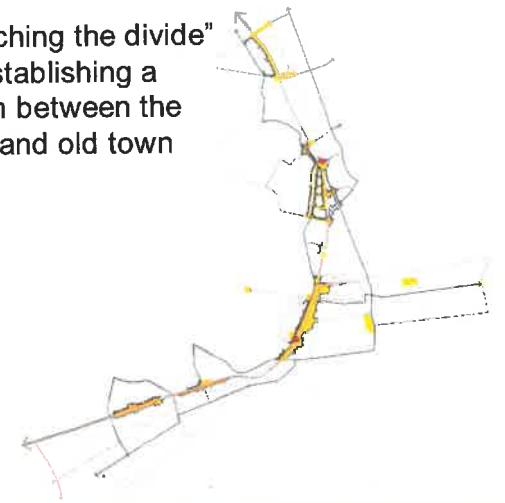 ching the divide”
stablishing a
n between the
and old town